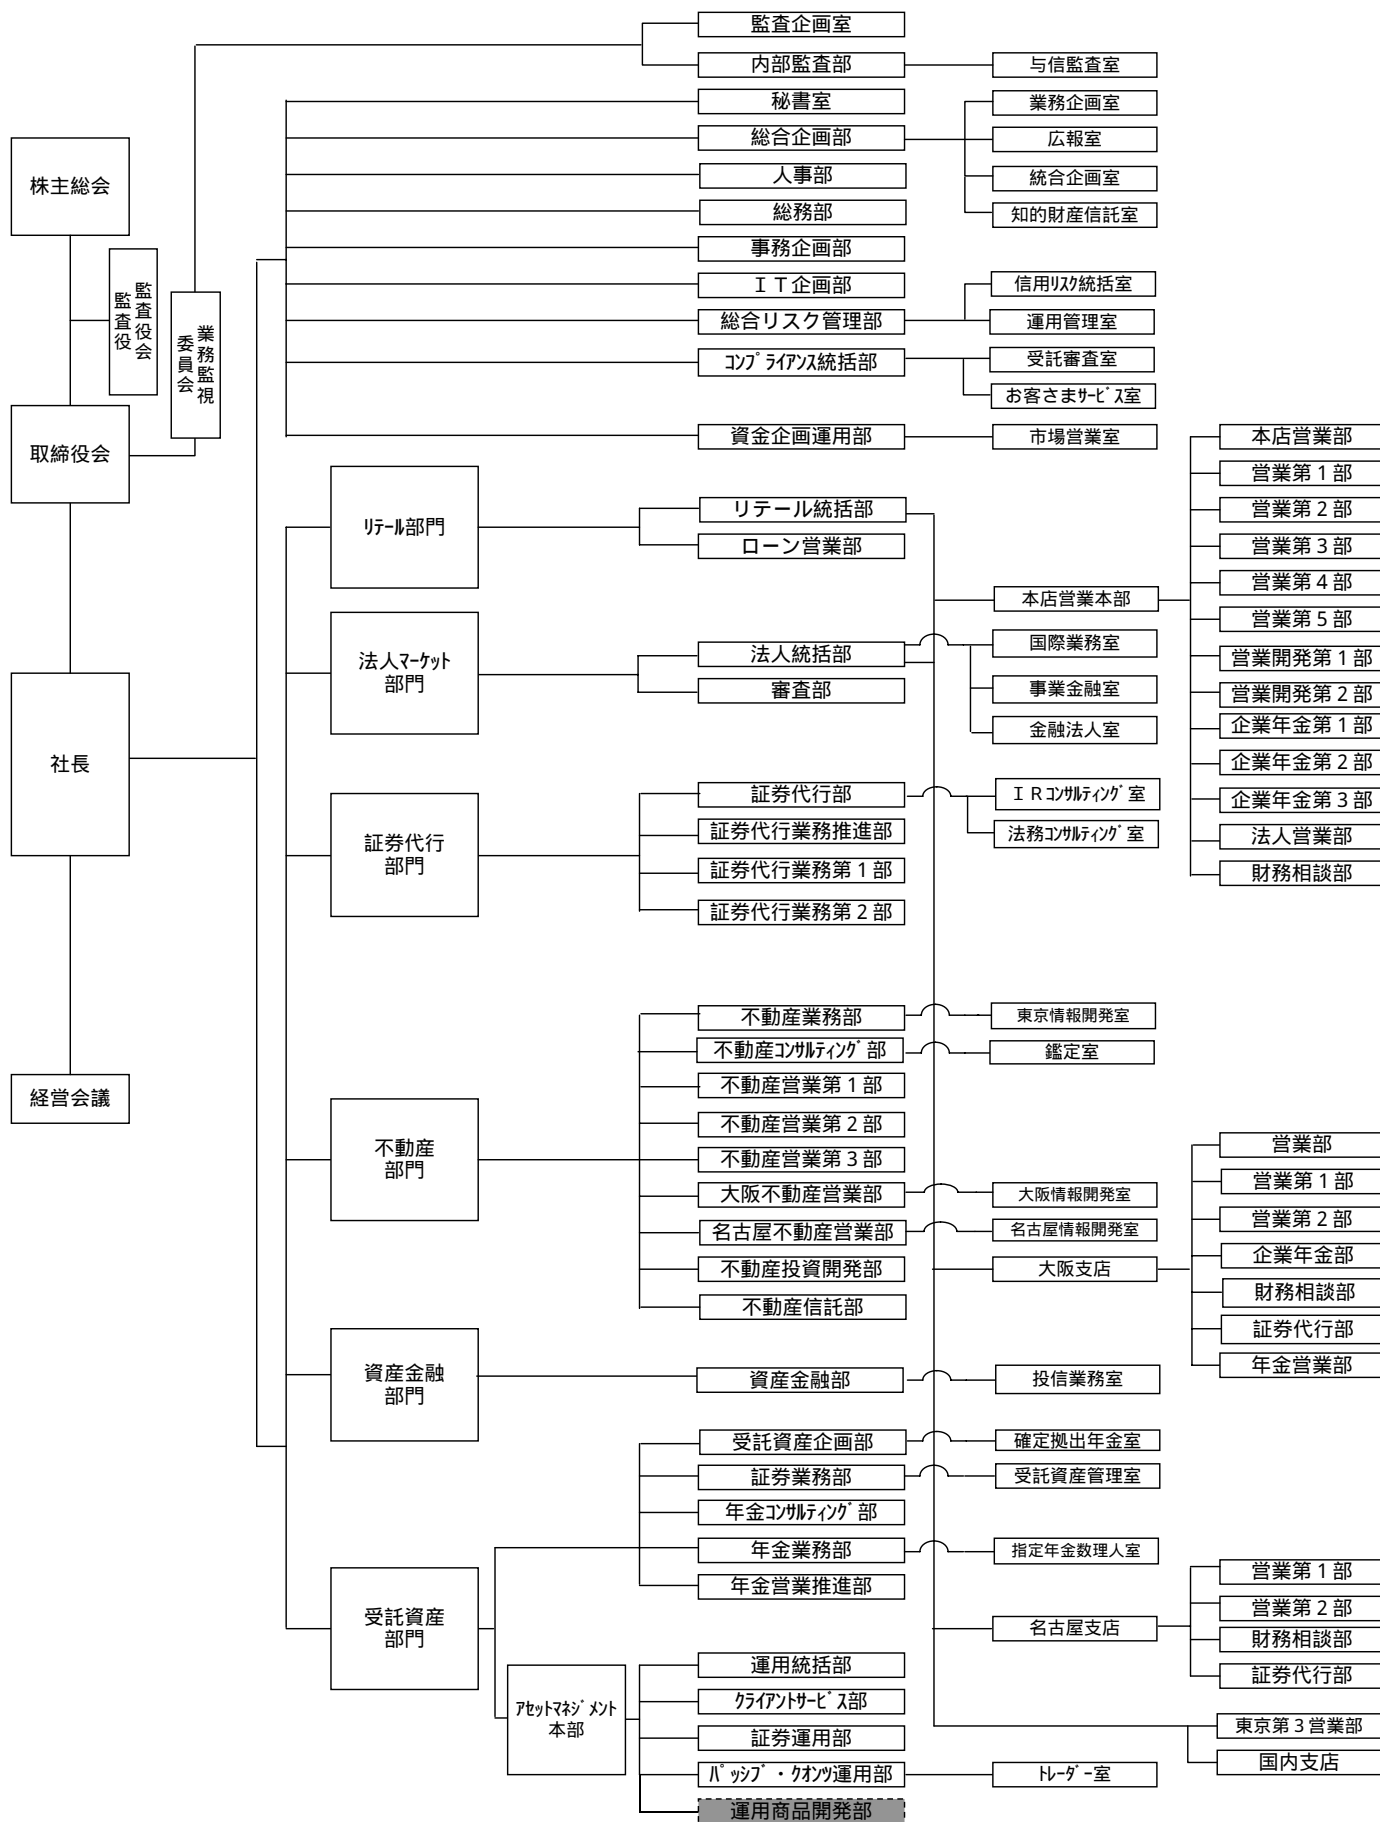 監査企画室
内部監査部
与信監査室
秘書室
総合企画部
業務企画室
広報室
統合企画室
知的財産信託室
人事部
総務部
事務企画部
ＩＴ企画部
総合リスク管理部
信用ﾘｽｸ統括室
運用管理室
ｺﾝﾌﾟﾗｲｱﾝｽ統括部
受託審査室
お客さまｻｰﾋﾞｽ室
資金企画運用部
市場営業室
株主総会
監査役会
監査役
業務監視
委員会
取締役会
社長
経営会議
ﾘﾃｰﾙ部門
リテール統括部
ローン営業部
法人ﾏｰｹｯﾄ
部門
法人統括部
審査部
国際業務室
事業金融室
金融法人室
証券代行
部門
証券代行部
証券代行業務推進部
証券代行業務第１部
証券代行業務第２部
ＩＲｺﾝｻﾙﾃｨﾝｸﾞ室
法務ｺﾝｻﾙﾃｨﾝｸﾞ室
本店営業本部
本店営業部
営業第１部
営業第２部
営業第３部
営業第４部
営業第５部
営業開発第１部
営業開発第２部
企業年金第１部
企業年金第２部
企業年金第３部
法人営業部
財務相談部
不動産
部門
不動産業務部
東京情報開発室
不動産ｺﾝｻﾙﾃｨﾝｸﾞ部
鑑定室
不動産営業第１部
不動産営業第２部
不動産営業第３部
大阪不動産営業部
大阪情報開発室
名古屋不動産営業部
名古屋情報開発室
不動産投資開発部
不動産信託部
大阪支店
営業部
営業第１部
営業第２部
企業年金部
財務相談部
証券代行部
年金営業部
資産金融
部門
資産金融部
投信業務室
受託資産
部門
受託資産企画部
確定拠出年金室
証券業務部
受託資産管理室
年金ｺﾝｻﾙﾃｨﾝｸﾞ部
年金業務部
指定年金数理人室
年金営業推進部
ｱｾｯﾄﾏﾈｼﾞﾒﾝﾄ
本部
運用統括部
ｸﾗｲｱﾝﾄｻｰﾋﾞｽ部
証券運用部
ﾊﾟｯｼﾌﾞ・ｸｵﾝﾂ運用部
ﾄﾚｰﾀﾞｰ室
運用商品開発部
名古屋支店
営業第１部
営業第２部
財務相談部
証券代行部
東京第３営業部
国内支店